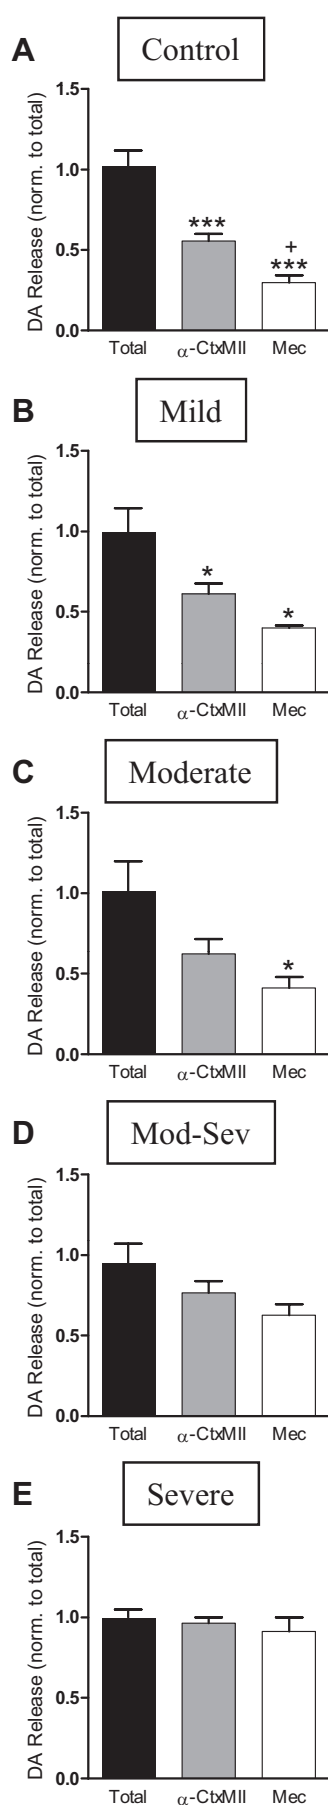 A
Control
DA Release (norm. to total)
1.5
1.0
0.5
0.0
***
+
***
Total α-CtxMII Mec
B
Mild
DA Release (norm. to total)
1.5
1.0
0.5
0.0
*
*
Total α-CtxMII Mec
C
Moderate
DA Release (norm. to total)
1.5
1.0
0.5
0.0
*
Total α-CtxMII Mec
D
Mod-Sev
DA Release (norm. to total)
1.5
1.0
0.5
0.0
Total α-CtxMII Mec
E
Severe
DA Release (norm. to total)
1.5
1.0
0.5
0.0
Total α-CtxMII Mec